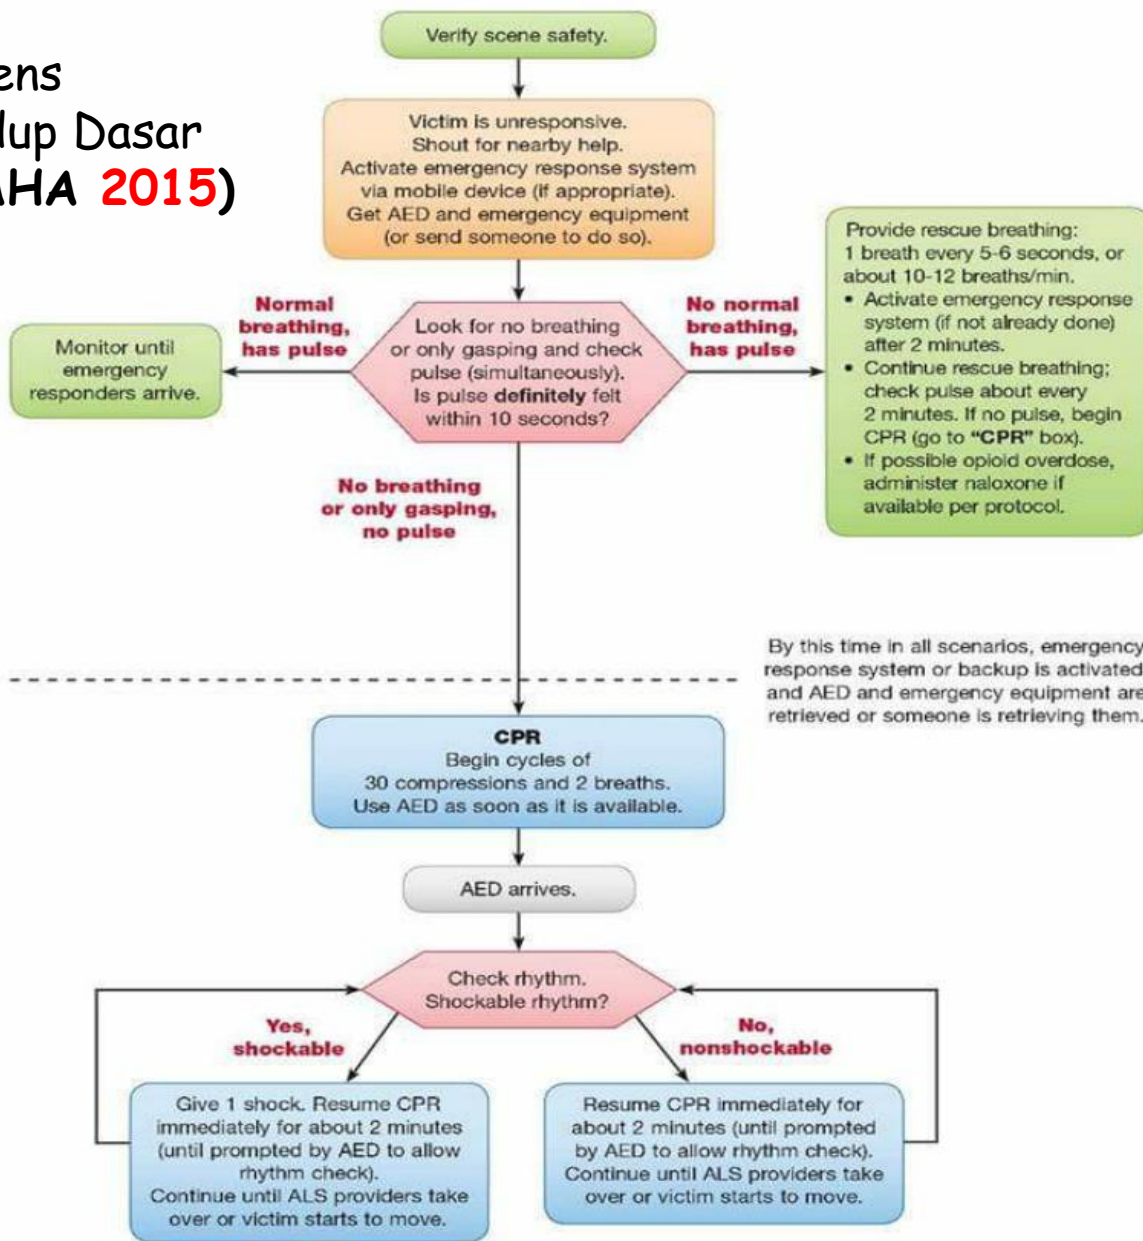 ens
lup Dasar
AHA 2015)
Verify scene safety.
Victim is unresponsive.
Shout for nearby help.
Activate emergency response system
via mobile device (if appropriate).
Get AED and emergency equipment
(or send someone to do so).
Normal
breathing,
has pulse
Monitor until
emergency
responders arrive.
Look for no breathing
or only gasping and check
pulse (simultaneously).
Is pulse definitely felt
within 10 seconds?
No normal
breathing,
has pulse
Provide rescue breathing:
1 breath every 5-6 seconds, or
about 10-12 breaths/min.
• Activate emergency response
system (if not already done)
after 2 minutes.
• Continue rescue breathing;
check pulse about every
2 minutes. If no pulse, begin
CPR (go to "CPR" box).
• If possible opioid overdose,
administer naloxone if
available per protocol.
No breathing
or only gasping,
no pulse
By this time in all scenarios, emergency
response system or backup is activated
and AED and emergency equipment are
retrieved or someone is retrieving them.
CPR
Begin cycles of
30 compressions and 2 breaths.
Use AED as soon as it is available.
AED arrives.
Check rhythm.
Shockable rhythm?
Yes,
shockable
No,
nonshockable
Give 1 shock. Resume CPR
immediately for about 2 minutes
(until prompted by AED to allow
rhythm check).
Continue until ALS providers take
over or victim starts to move.
Resume CPR immediately for
about 2 minutes (until prompted
by AED to allow rhythm check).
Continue until ALS providers take
over or victim starts to move.